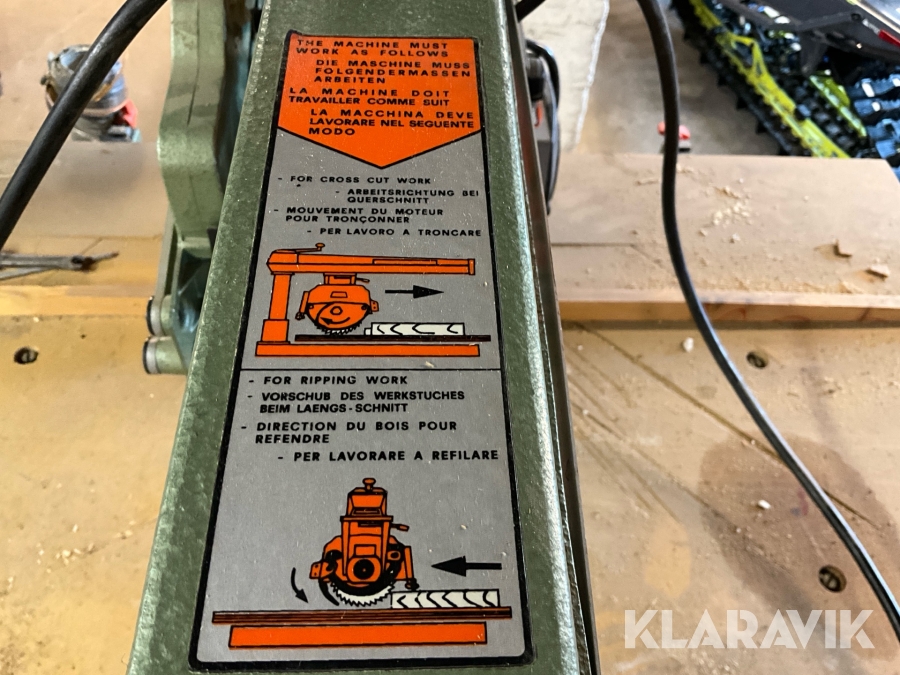 THE MACHINE MUST
WORK AS FOLLOWS
DIE MASCHINE MUSS
FOLGENDERMASSEN
ARBEITEN
LA MACHINE DOIT
TRAVAILLER COMME SUIT
LA MACCHINA DEVE
LAVORARE NEL SEGUENTE
MODO
- FOR CROSS CUT WORK
- ARBEITSRICHTUNG BEI
QUERSCHNITT
- MOUVEMENT DU MOTEUR
POUR TRONÇONNER
- PER LAVORO A TRONCARE
- FOR RIPPING WORK
- VORSCHUB DES WERKSTUCHES
BEIM LAENGS-SCHNITT
- DIRECTION DU BOIS POUR
REFENDRE
- PER LAVORARE A REFILARE
KLARAVIK